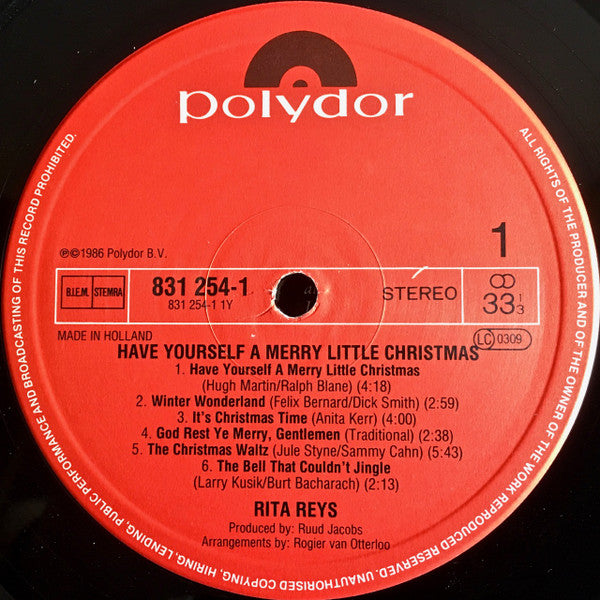 polydor
℗©1986 Polydor B.V.
1
B.I.E.M. STEMRA
831 254-1
831 254-1 1Y
STEREO
33 1/3
MADE IN HOLLAND
LC 0309
HAVE YOURSELF A MERRY LITTLE CHRISTMAS
1. Have Yourself A Merry Little Christmas
(Hugh Martin/Ralph Blane) (4:18)
2. Winter Wonderland (Felix Bernard/Dick Smith) (2:59)
3. It's Christmas Time (Anita Kerr) (4:00)
4. God Rest Ye Merry, Gentlemen (Traditional) (2:38)
5. The Christmas Waltz (Jule Styne/Sammy Cahn) (5:43)
6. The Bell That Couldn't Jingle
(Larry Kusik/Burt Bacharach) (2:13)
RITA REYS
Produced by: Ruud Jacobs
Arrangements by: Rogier van Otterloo
ALL RIGHTS OF THE PRODUCER AND OF THE OWNER OF THE WORK REPRODUCED RESERVED. UNAUTHORISED COPYING, HIRING, LENDING, PUBLIC PERFORMANCE AND BROADCASTING OF THIS RECORD PROHIBITED.